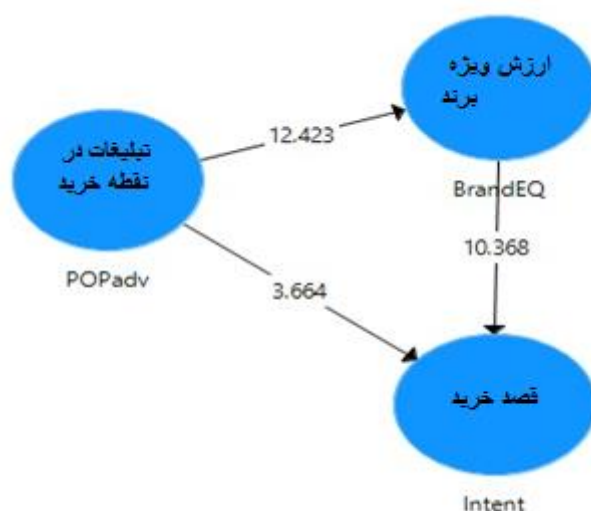 ارزش ویژه
برند
BrandEQ
12.423
تبلیغات در
نقطه خرید
POPadv
10.368
3.664
قصد خرید
Intent